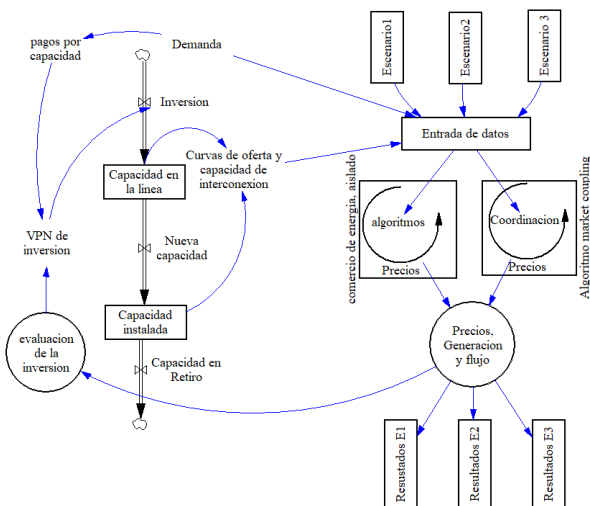 pagos por
capacidad
Demanda
Escenario1
Escenario2
Escenario 3
Inversion
Entrada de datos
Curvas de oferta y
capacidad de
interconexion
Capacidad en
la linea
comercio de energia, aislado
algoritmos
Precios
Coordinacion
Precios
Algoritmo market coupling
VPN de
inversion
Nueva
capacidad
Capacidad
instalada
evaluacion
de la
inversion
Capacidad en
Retiro
Precios,
Generacion
y flujo
Resustados E1
Resultados E2
Resultados E3